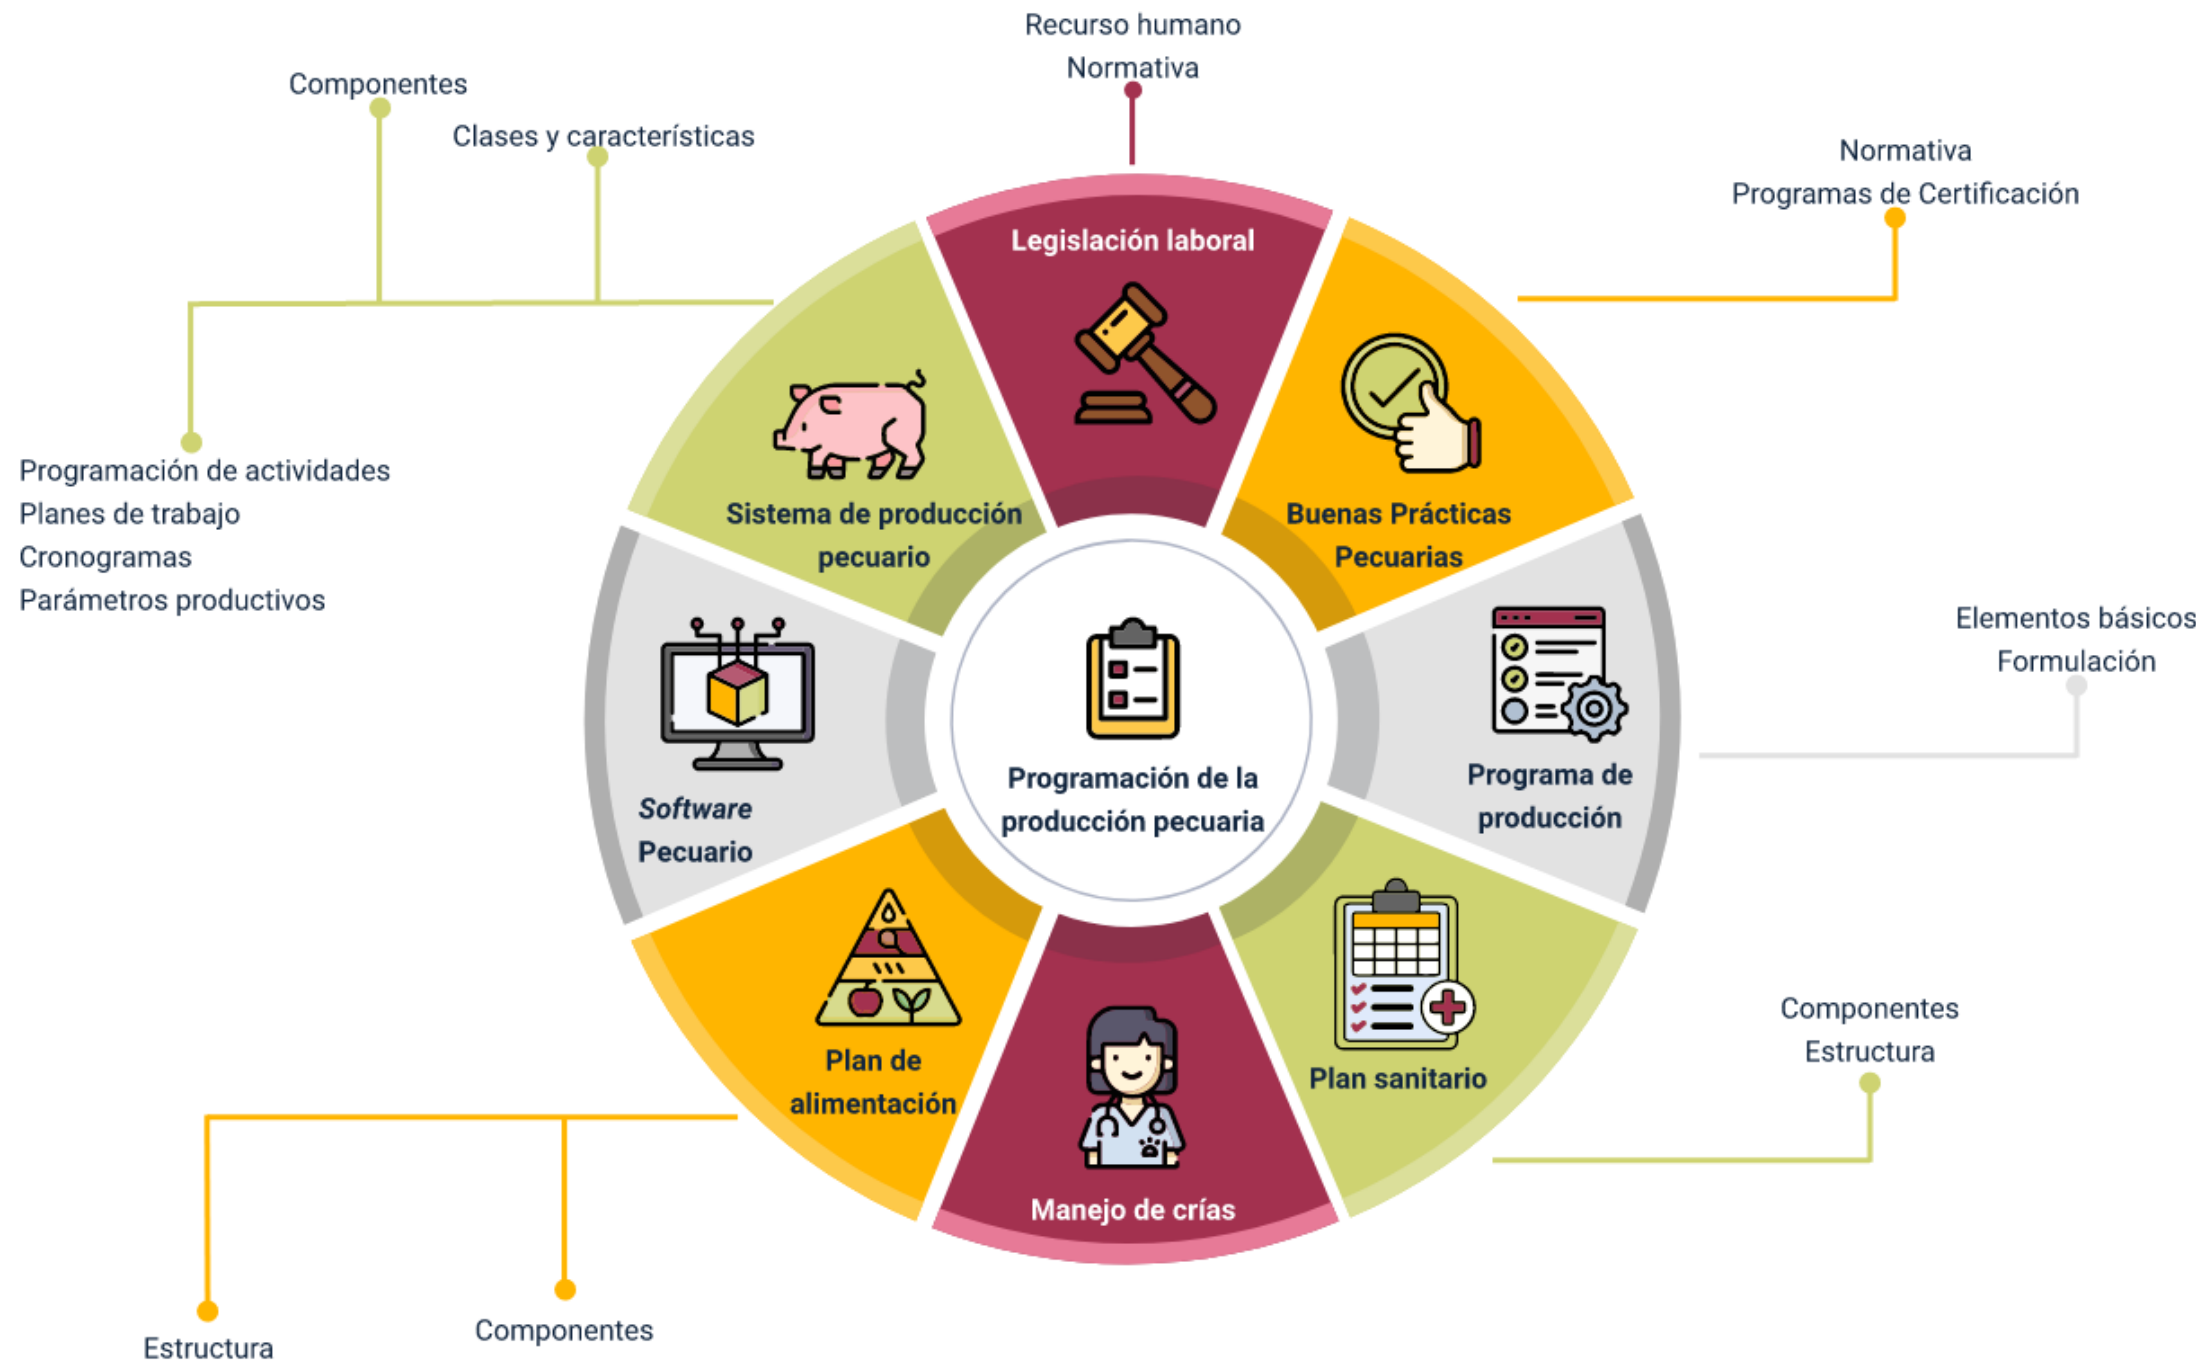 Recurso humano
Normativa
Componentes
Clases y características
Normativa
Programas de Certificación
Legislación laboral
Programación de actividades
Planes de trabajo
Cronogramas
Parámetros productivos
Sistema de producción
pecuario
Buenas Prácticas
Pecuarias
Elementos básicos
Formulación
Software
Pecuario
Programación de la
producción pecuaria
Programa de
producción
Plan de
alimentación
Plan sanitario
Componentes
Estructura
Manejo de crías
Estructura
Componentes